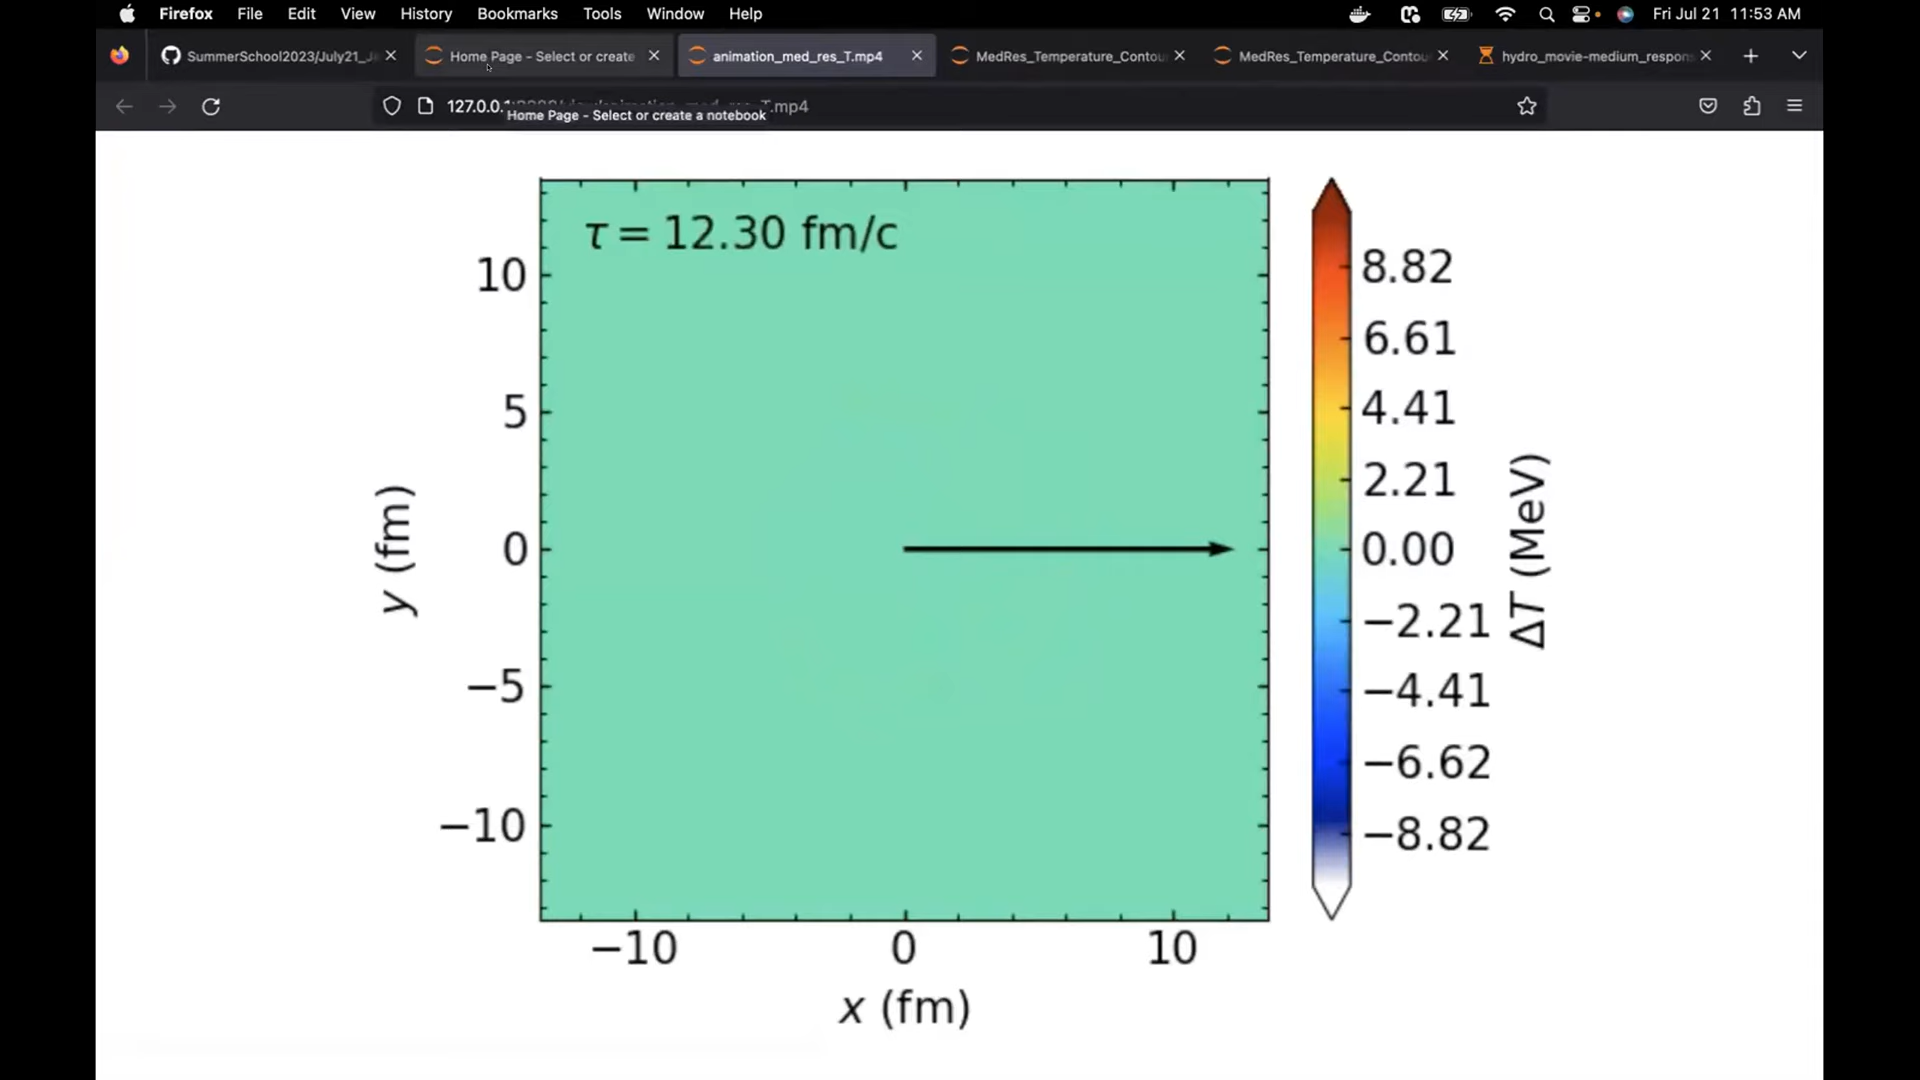 Firefox File Edit View History Bookmarks Tools Window Help Fri Jul 21 11:53 AM
SummerSchool2023/July21_J Home Page - Select or create animation_med_res_T.mp4 MedRes_Temperature_Contou MedRes_Temperature_Contou hydro_movie-medium_respon
127.0.0.1 T.mp4
Home Page - Select or create a notebook
τ = 12.30 fm/c
10
5
0
−5
−10
y (fm)
−10 0 10
x (fm)
8.82
6.61
4.41
2.21
0.00
−2.21
−4.41
−6.62
−8.82
ΔT (MeV)